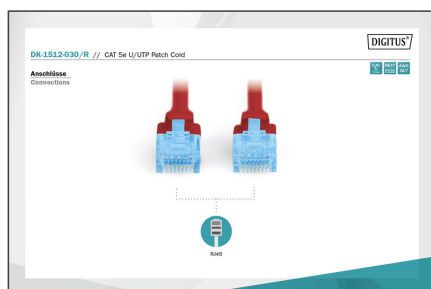 DIGITUS®
DK-1512-030/R // CAT 5e U/UTP Patch Cord
Anschlüsse
Connections
RJ45